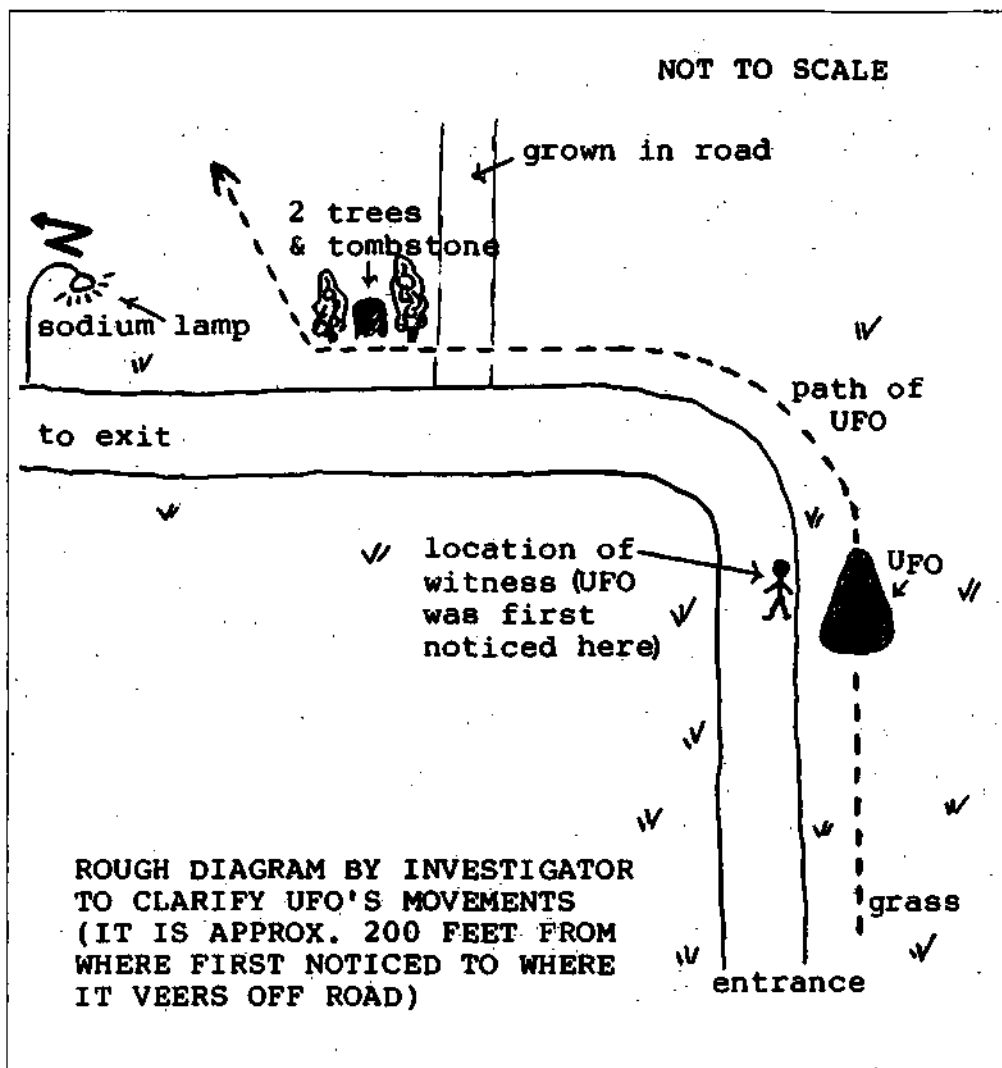 NOT TO SCALE
grown in road
2 trees
& tombstone
N
sodium lamp
path of
UFO
to exit
location of
witness (UFO
was first
noticed here)
UFO
ROUGH DIAGRAM BY INVESTIGATOR
TO CLARIFY UFO'S MOVEMENTS
(IT IS APPROX. 200 FEET FROM
WHERE FIRST NOTICED TO WHERE
IT VEERS OFF ROAD)
grass
entrance